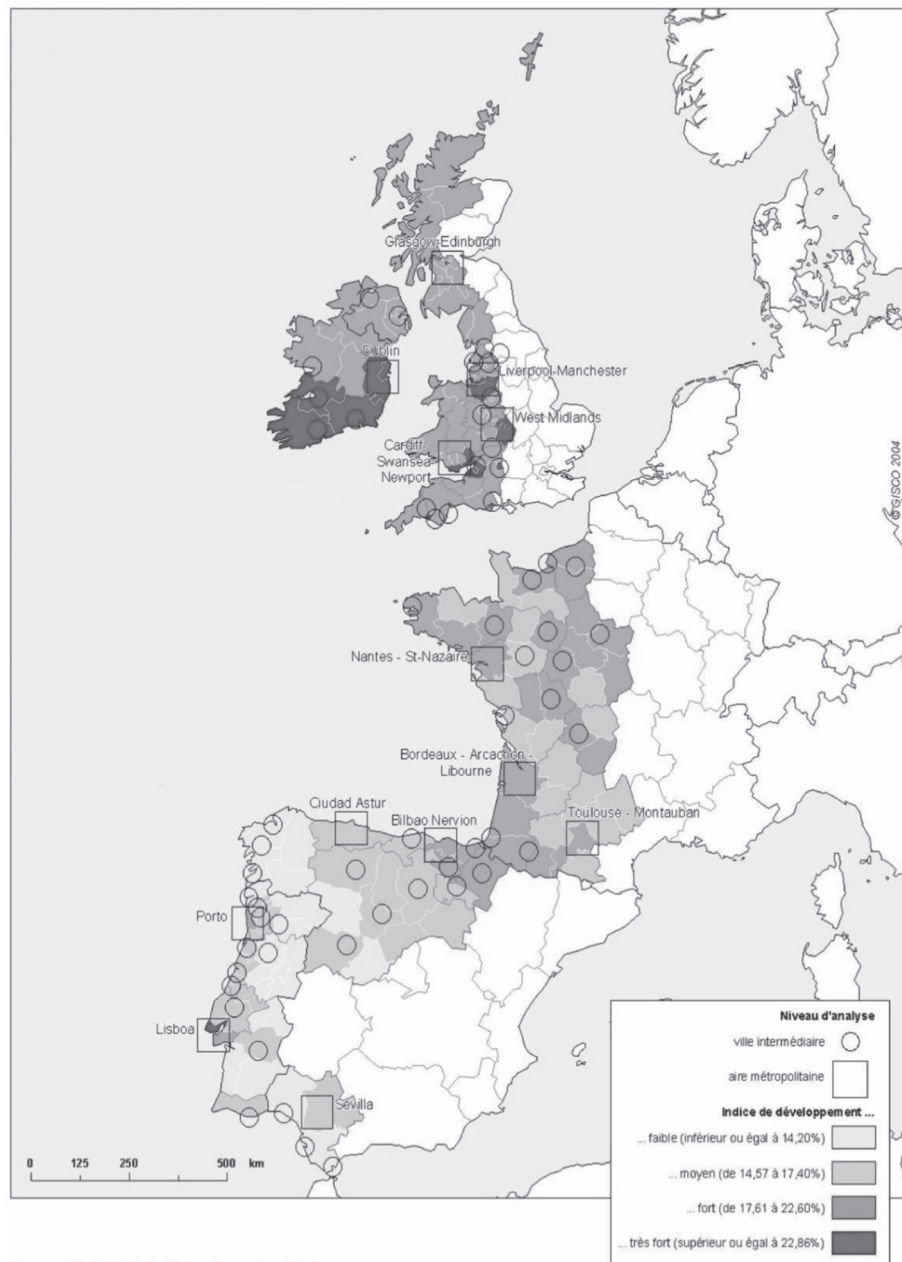 Glasgow-Edinburgh
Dublin
Liverpool-Manchester
West Midlands
Cardiff-
Swansea-
Newport
©GISCO 2004
Nantes - St-Nazaire
Bordeaux - Arcachon -
Libourne
Ciudad Astur
Bilbao Nervion
Toulouse - Montauban
Porto
Lisboa
Sevilla
0 125 250 500 km
Niveau d'analyse
ville intermédiaire
aire métropolitaine
Indice de développement ...
... faible (inférieur ou égal à 14,20%)
... moyen (de 14,57 à 17,40%)
... fort (de 17,61 à 22,60%)
... très fort (supérieur ou égal à 22,86%)